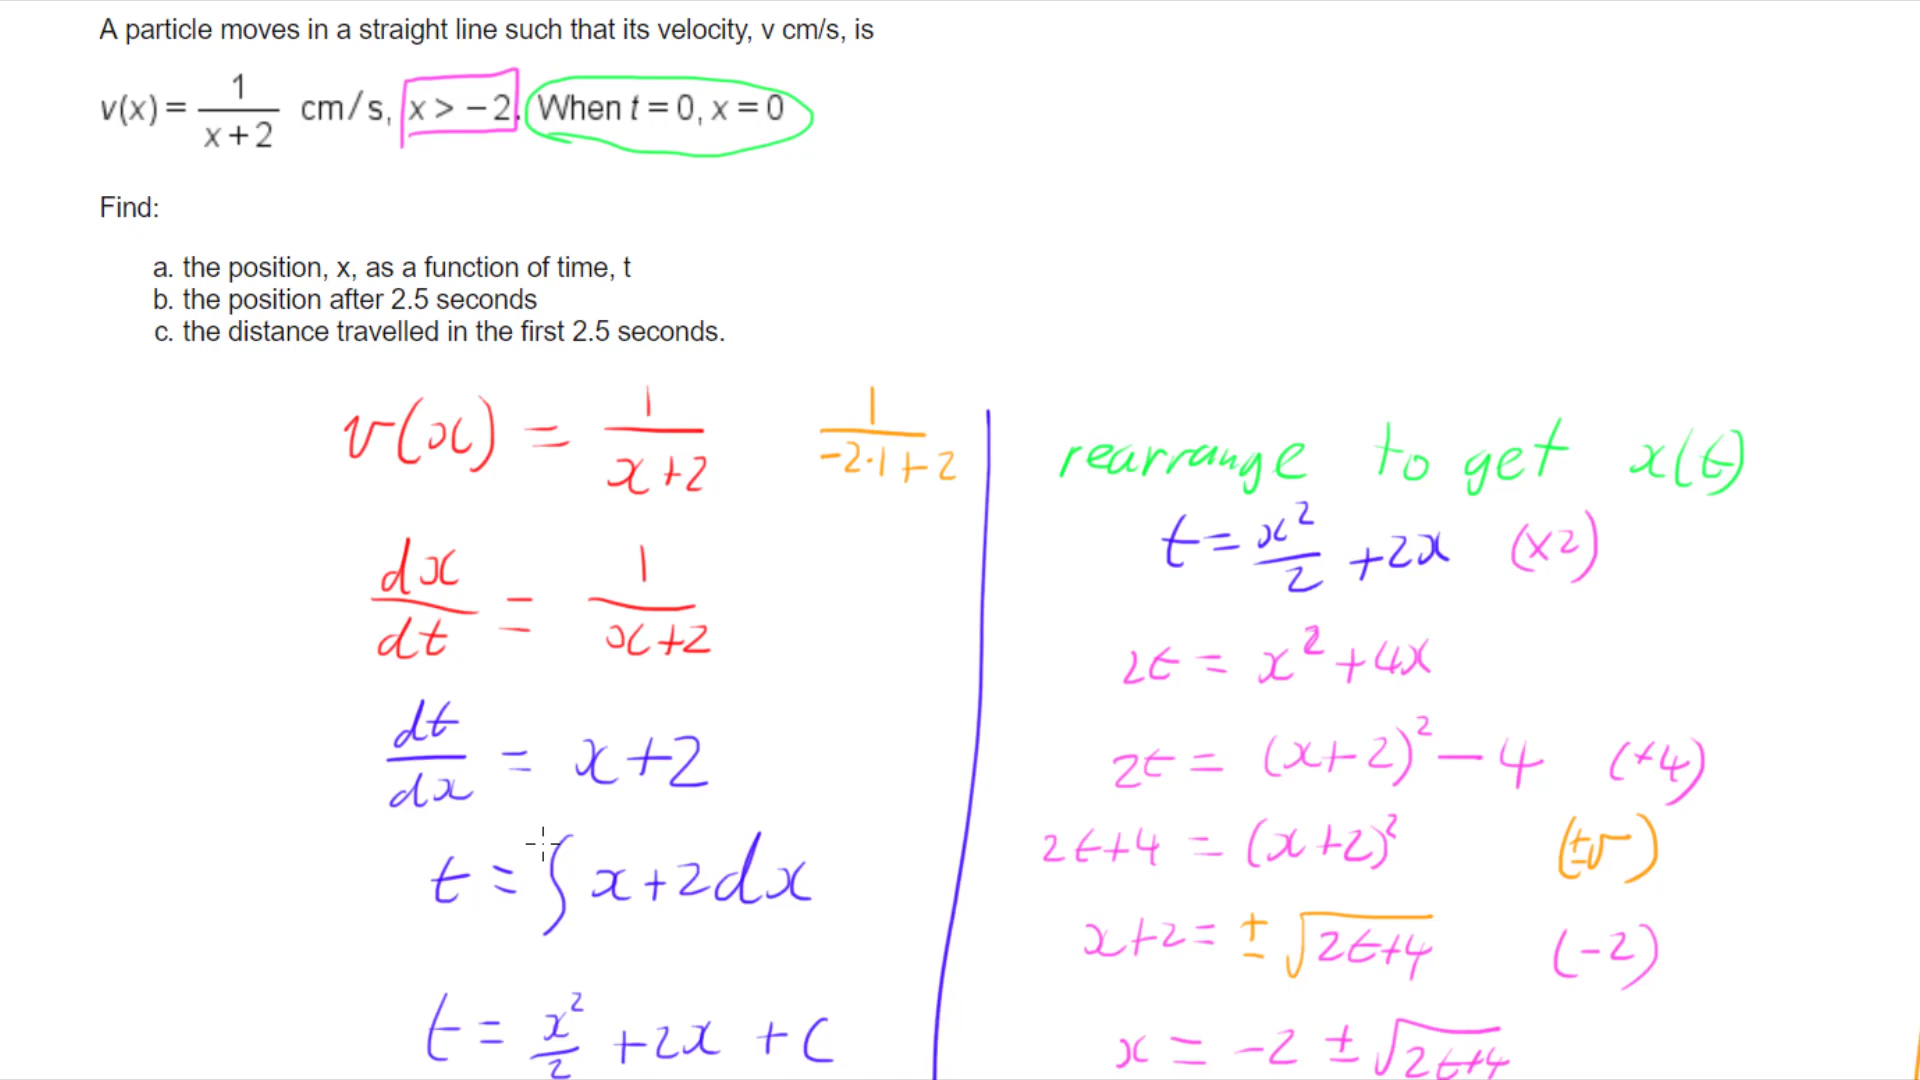 A particle moves in a straight line such that its velocity, v cm/s, is
v(x) = 1/(x+2) cm/s, x > −2. When t = 0, x = 0
Find:
a. the position, x, as a function of time, t
b. the position after 2.5 seconds
c. the distance travelled in the first 2.5 seconds.
v(x) = 1/(x+2)
1/(-2.1+2)
dx/dt = 1/(x+2)
dt/dx = x+2
t = ∫ x+2 dx
t = x²/2 + 2x + c
rearrange to get x(t)
t = x²/2 + 2x (×2)
2t = x² + 4x
2t = (x+2)² − 4 (+4)
2t+4 = (x+2)² (±√)
x+2 = ± √(2t+4) (−2)
x = −2 ± √(2t+4)